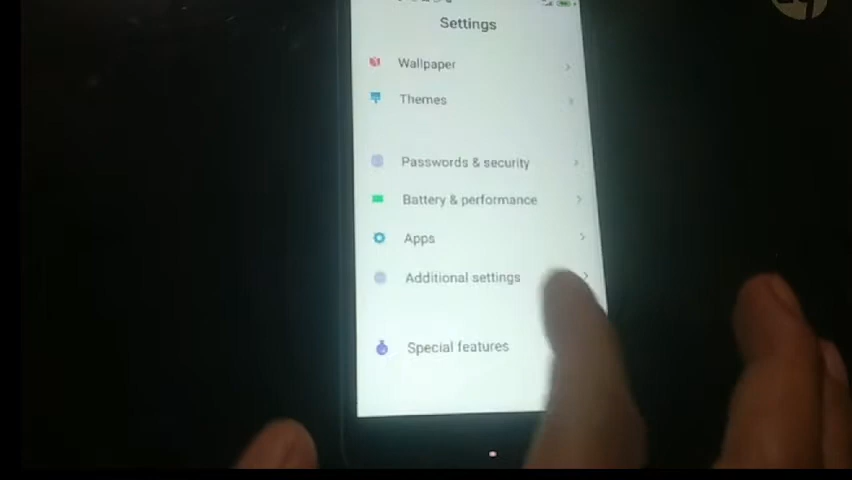 Settings
Wallpaper
Themes
Passwords & security
Battery & performance
Apps
Additional settings
Special features